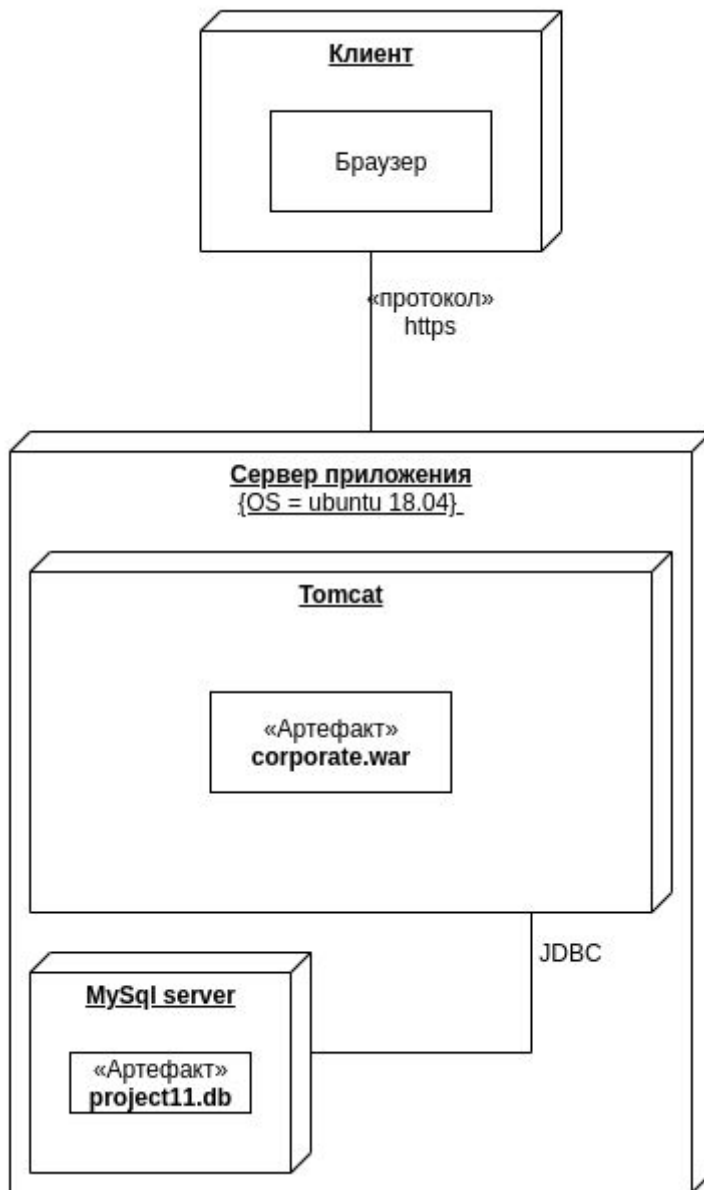 Клиент
Браузер
«протокол»
https
Сервер приложения
{OS = ubuntu 18.04}
Tomcat
«Артефакт»
corporate.war
JDBC
MySql server
«Артефакт»
project11.db